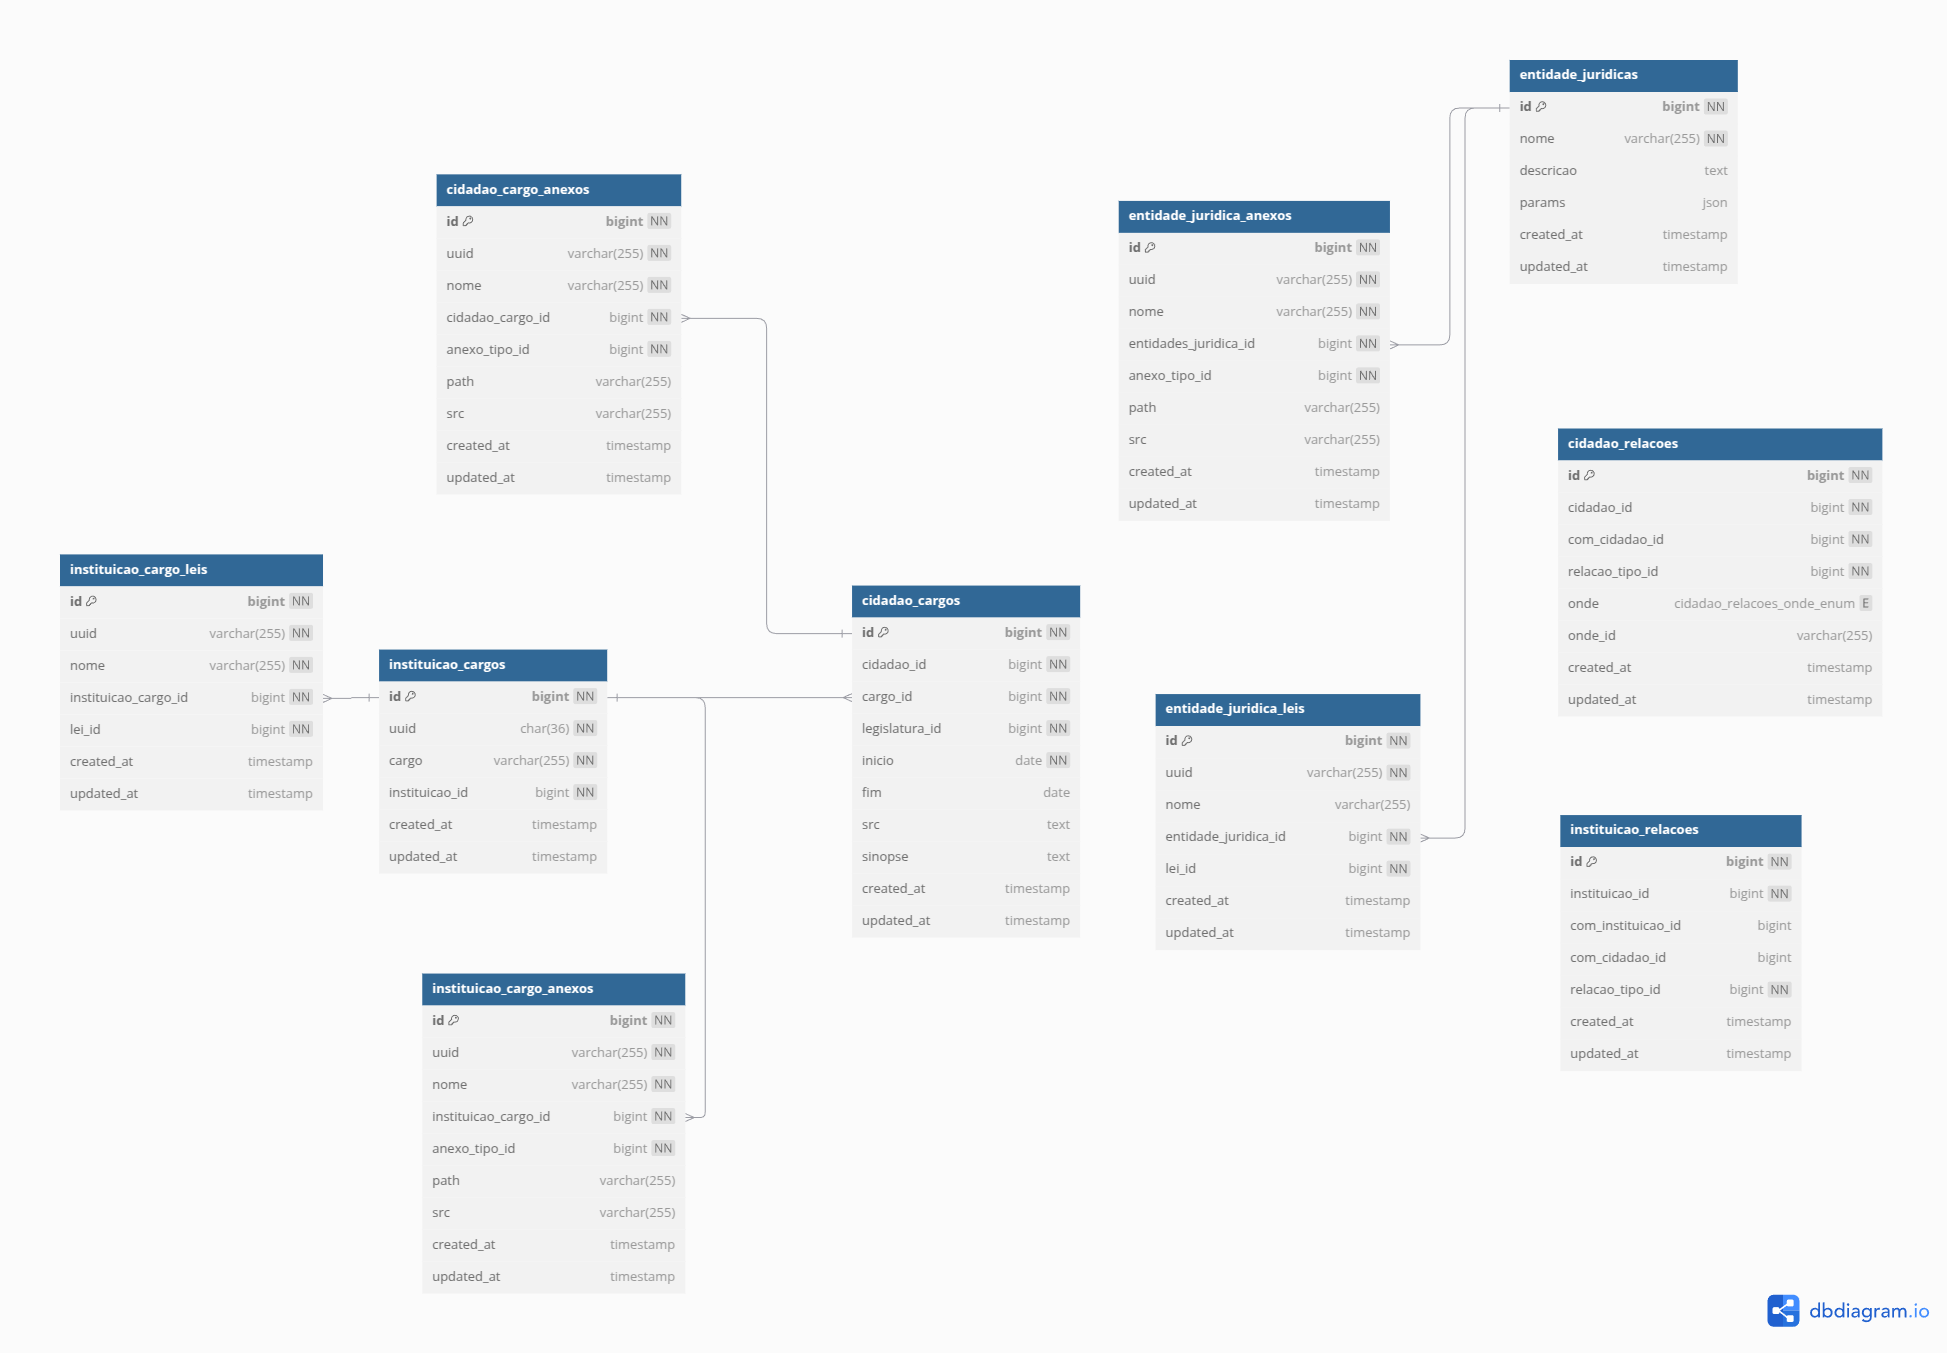 entidade_juridicas
id bigint NN
nome varchar(255) NN
descricao text
params json
created_at timestamp
updated_at timestamp
cidadao_cargo_anexos
id bigint NN
uuid varchar(255) NN
nome varchar(255) NN
cidadao_cargo_id bigint NN
anexo_tipo_id bigint NN
path varchar(255)
src varchar(255)
created_at timestamp
updated_at timestamp
entidade_juridica_anexos
id bigint NN
uuid varchar(255) NN
nome varchar(255) NN
entidades_juridica_id bigint NN
anexo_tipo_id bigint NN
path varchar(255)
src varchar(255)
created_at timestamp
updated_at timestamp
cidadao_relacoes
id bigint NN
cidadao_id bigint NN
com_cidadao_id bigint NN
relacao_tipo_id bigint NN
onde cidadao_relacoes_onde_enum E
onde_id varchar(255)
created_at timestamp
updated_at timestamp
instituicao_cargo_leis
id bigint NN
uuid varchar(255) NN
nome varchar(255) NN
instituicao_cargo_id bigint NN
lei_id bigint NN
created_at timestamp
updated_at timestamp
instituicao_cargos
id bigint NN
uuid char(36) NN
cargo varchar(255) NN
instituicao_id bigint NN
created_at timestamp
updated_at timestamp
cidadao_cargos
id bigint NN
cidadao_id bigint NN
cargo_id bigint NN
legislatura_id bigint NN
inicio date NN
fim date
src text
sinopse text
created_at timestamp
updated_at timestamp
entidade_juridica_leis
id bigint NN
uuid varchar(255) NN
nome varchar(255)
entidade_juridica_id bigint NN
lei_id bigint NN
created_at timestamp
updated_at timestamp
instituicao_relacoes
id bigint NN
instituicao_id bigint NN
com_instituicao_id bigint
com_cidadao_id bigint
relacao_tipo_id bigint NN
created_at timestamp
updated_at timestamp
instituicao_cargo_anexos
id bigint NN
uuid varchar(255) NN
nome varchar(255) NN
instituicao_cargo_id bigint NN
anexo_tipo_id bigint NN
path varchar(255)
src varchar(255)
created_at timestamp
updated_at timestamp
dbdiagram.io